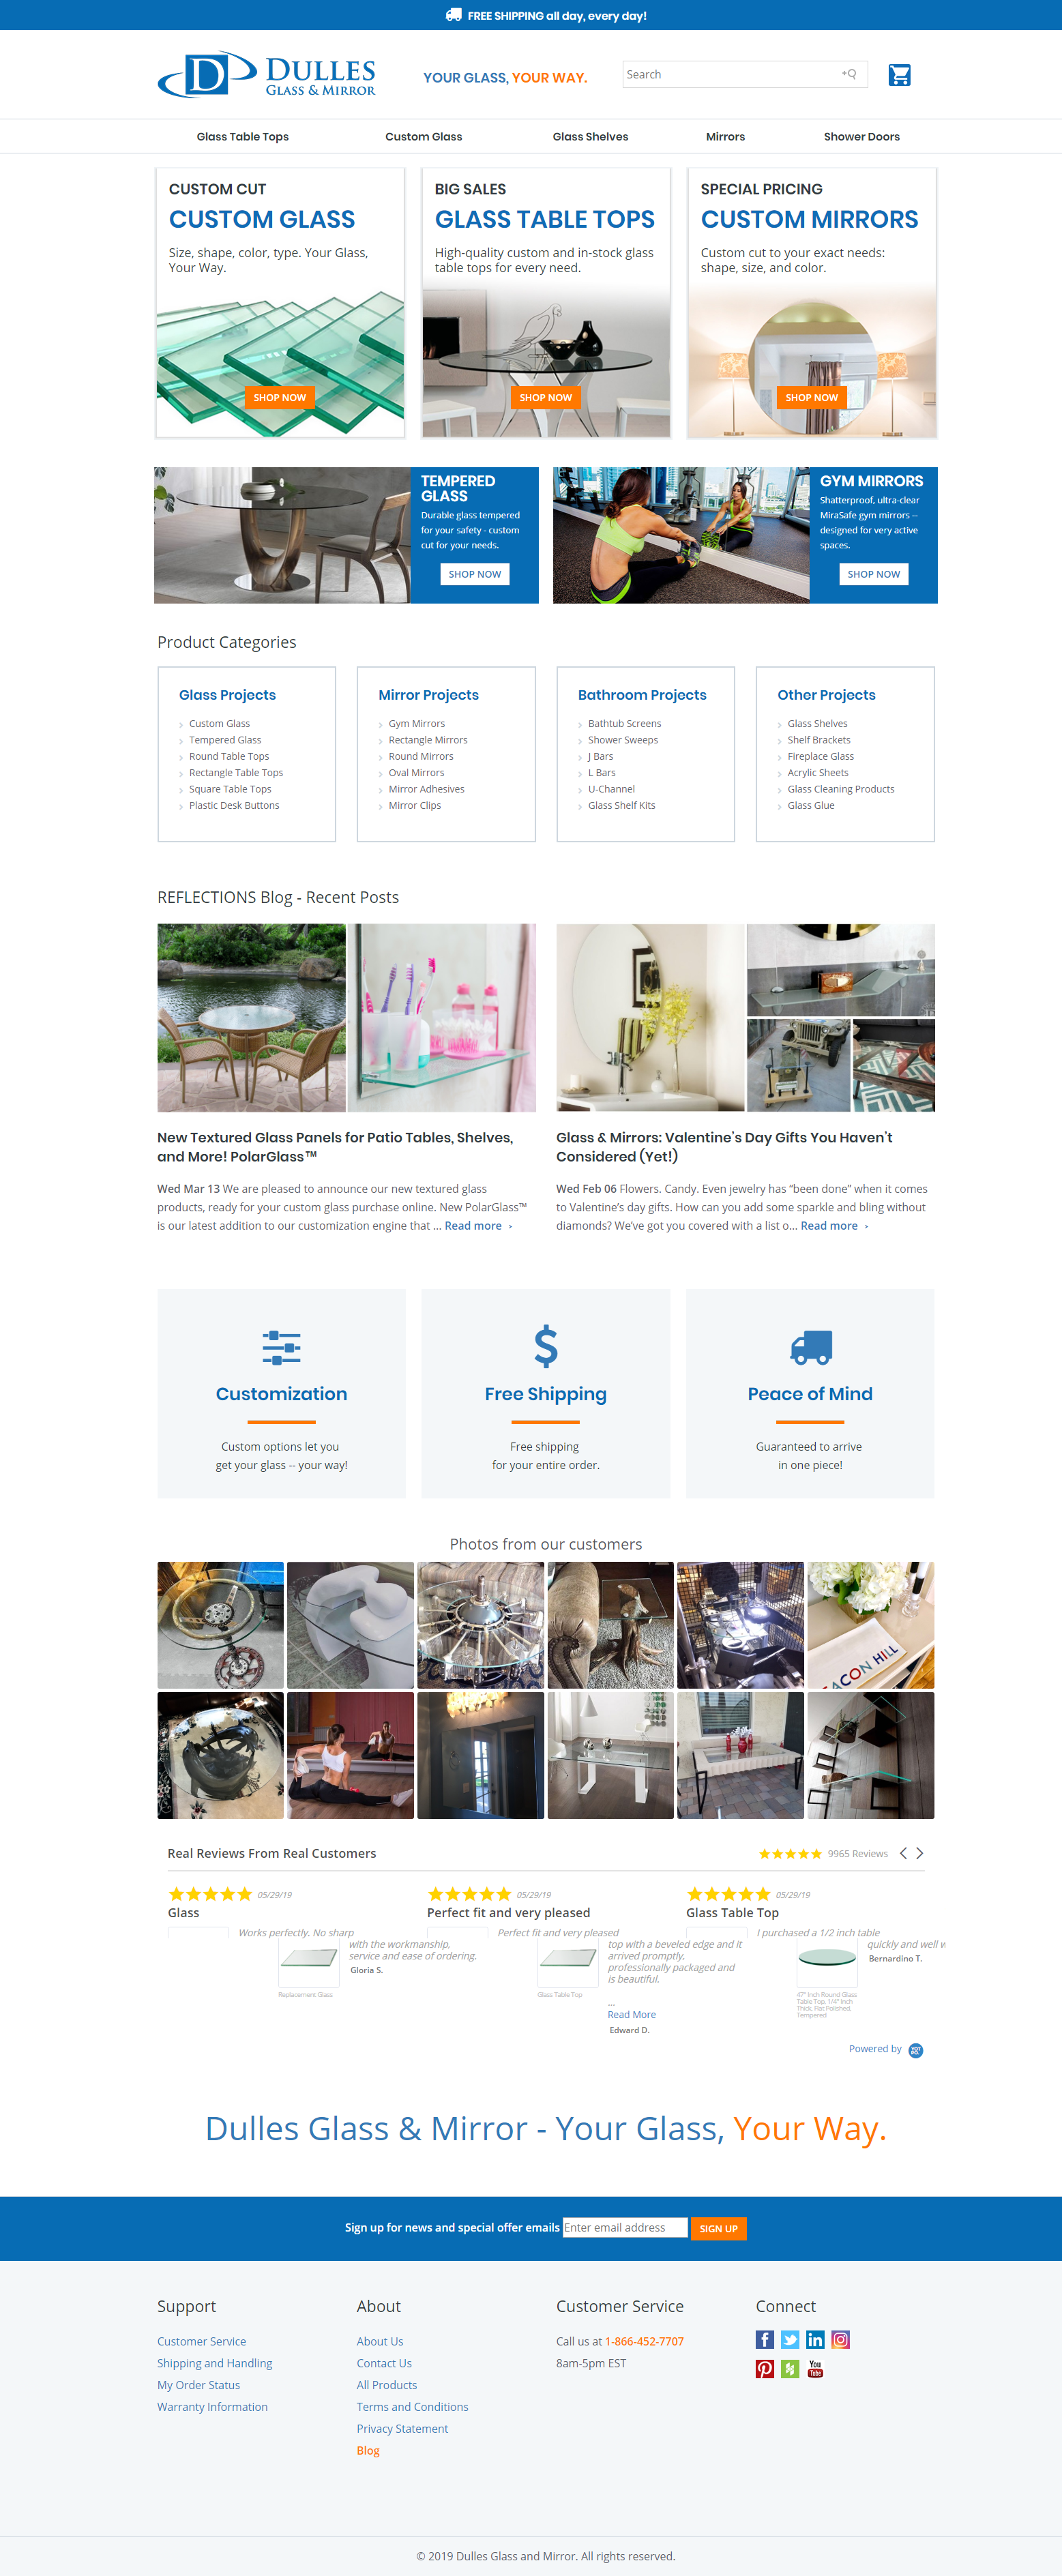 FREE SHIPPING all day, every day!
D DULLES
GLASS & MIRROR
YOUR GLASS, YOUR WAY.
Search
Glass Table Tops
Custom Glass
Glass Shelves
Mirrors
Shower Doors
CUSTOM CUT
CUSTOM GLASS
Size, shape, color, type. Your Glass,
Your Way.
SHOP NOW
BIG SALES
GLASS TABLE TOPS
High-quality custom and in-stock glass
table tops for every need.
SHOP NOW
SPECIAL PRICING
CUSTOM MIRRORS
Custom cut to your exact needs:
shape, size, and color.
SHOP NOW
TEMPERED
GLASS
Durable glass tempered
for your safety - custom
cut for your needs.
SHOP NOW
GYM MIRRORS
Shatterproof, ultra-clear
MiraSafe gym mirrors --
designed for very active
spaces.
SHOP NOW
Product Categories
Glass Projects
Custom Glass
Tempered Glass
Round Table Tops
Rectangle Table Tops
Square Table Tops
Plastic Desk Buttons
Mirror Projects
Gym Mirrors
Rectangle Mirrors
Round Mirrors
Oval Mirrors
Mirror Adhesives
Mirror Clips
Bathroom Projects
Bathtub Screens
Shower Sweeps
J Bars
L Bars
U-Channel
Glass Shelf Kits
Other Projects
Glass Shelves
Shelf Brackets
Fireplace Glass
Acrylic Sheets
Glass Cleaning Products
Glass Glue
REFLECTIONS Blog - Recent Posts
New Textured Glass Panels for Patio Tables, Shelves,
and More! PolarGlass™
Wed Mar 13 We are pleased to announce our new textured glass
products, ready for your custom glass purchase online. New PolarGlass™
is our latest addition to our customization engine that ... Read more ›
Glass & Mirrors: Valentine’s Day Gifts You Haven’t
Considered (Yet!)
Wed Feb 06 Flowers. Candy. Even jewelry has “been done” when it comes
to Valentine’s day gifts. How can you add some sparkle and bling without
diamonds? We’ve got you covered with a list o... Read more ›
Customization
Custom options let you
get your glass -- your way!
Free Shipping
Free shipping
for your entire order.
Peace of Mind
Guaranteed to arrive
in one piece!
Photos from our customers
ACON HILL
Real Reviews From Real Customers
9965 Reviews
05/29/19
Glass
Works perfectly. No sharp
with the workmanship,
service and ease of ordering.
Gloria S.
Replacement Glass
05/29/19
Perfect fit and very pleased
Perfect fit and very pleased
top with a beveled edge and it
arrived promptly,
professionally packaged and
is beautiful.
...
Read More
Edward D.
Glass Table Top
05/29/19
Glass Table Top
I purchased a 1/2 inch table
quickly and well w
Bernardino T.
47" Inch Round Glass
Table Top, 1/4" Inch
Thick, Flat Polished,
Tempered
Powered by YOTPO.
Dulles Glass & Mirror - Your Glass, Your Way.
Sign up for news and special offer emails
Enter email address
SIGN UP
Support
Customer Service
Shipping and Handling
My Order Status
Warranty Information
About
About Us
Contact Us
All Products
Terms and Conditions
Privacy Statement
Blog
Customer Service
Call us at 1-866-452-7707
8am-5pm EST
Connect
You
Tube
© 2019 Dulles Glass and Mirror. All rights reserved.